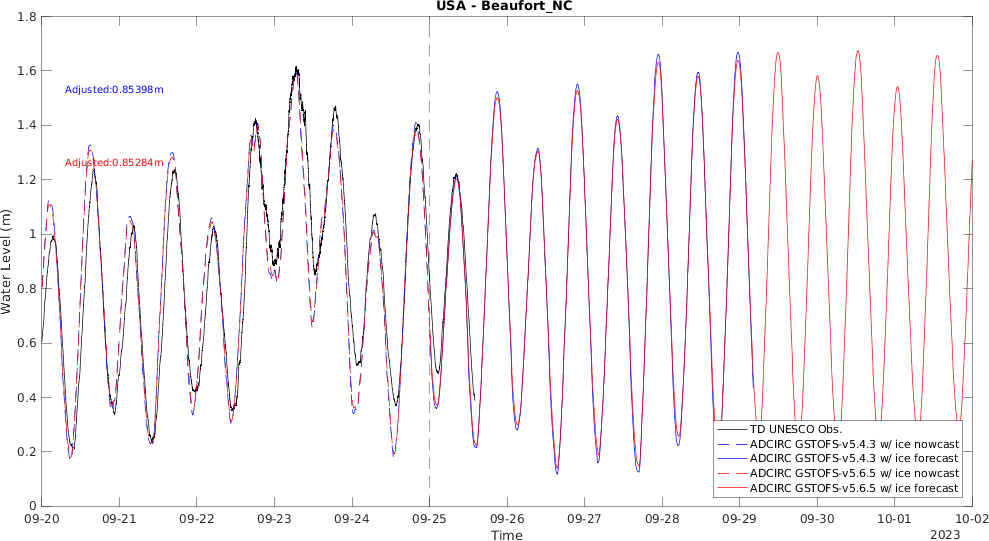 USA - Beaufort_NC
Water Level (m)
1.8
1.6
1.4
1.2
1
0.8
0.6
0.4
0.2
0
Adjusted:0.85398m
Adjusted:0.85284m
TD UNESCO Obs.
ADCIRC GSTOFS-v5.4.3 w/ ice nowcast
ADCIRC GSTOFS-v5.4.3 w/ ice forecast
ADCIRC GSTOFS-v5.6.5 w/ ice nowcast
ADCIRC GSTOFS-v5.6.5 w/ ice forecast
09-20 09-21 09-22 09-23 09-24 09-25 09-26 09-27 09-28 09-29 09-30 10-01 10-02
Time
2023